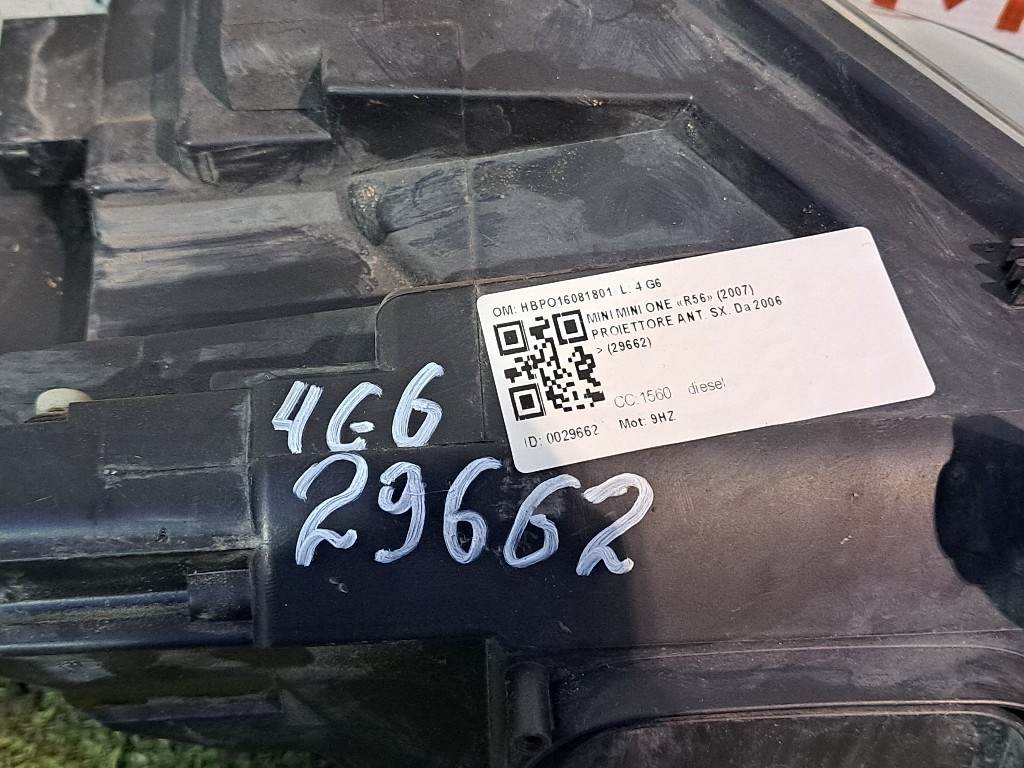 OM: HBPO16081801 L. 4 G6
MINI MINI ONE «R56» (2007)
PROIETTORE ANT. SX. Da 2006
> (29662)
CC:1560 diesel
ID: 0029662 Mot: 9HZ
4G6
29662